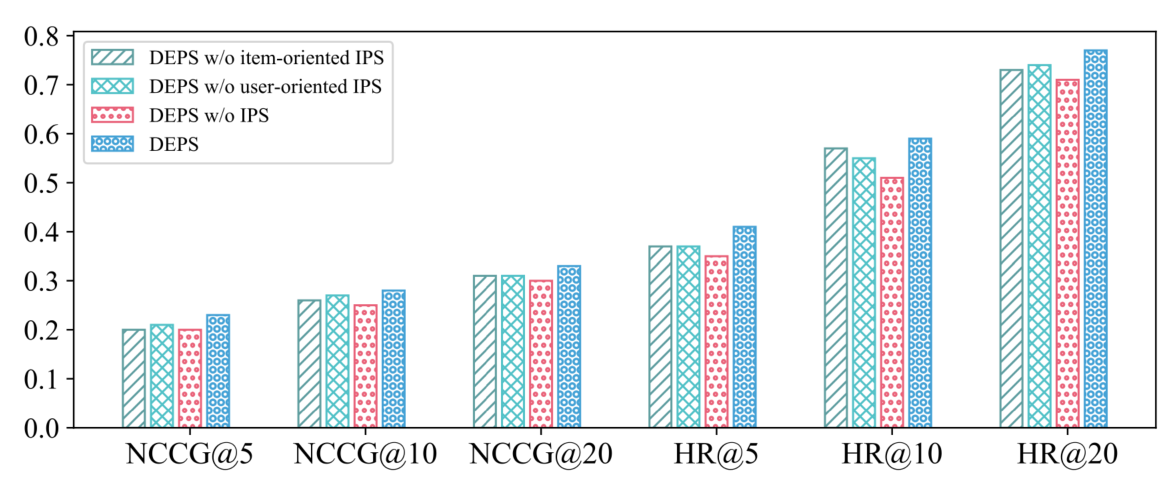 0.8
0.7
0.6
0.5
0.4
0.3
0.2
0.1
0.0
DEPS w/o item-oriented IPS
DEPS w/o user-oriented IPS
DEPS w/o IPS
DEPS
NCCG@5 NCCG@10 NCCG@20 HR@5 HR@10 HR@20